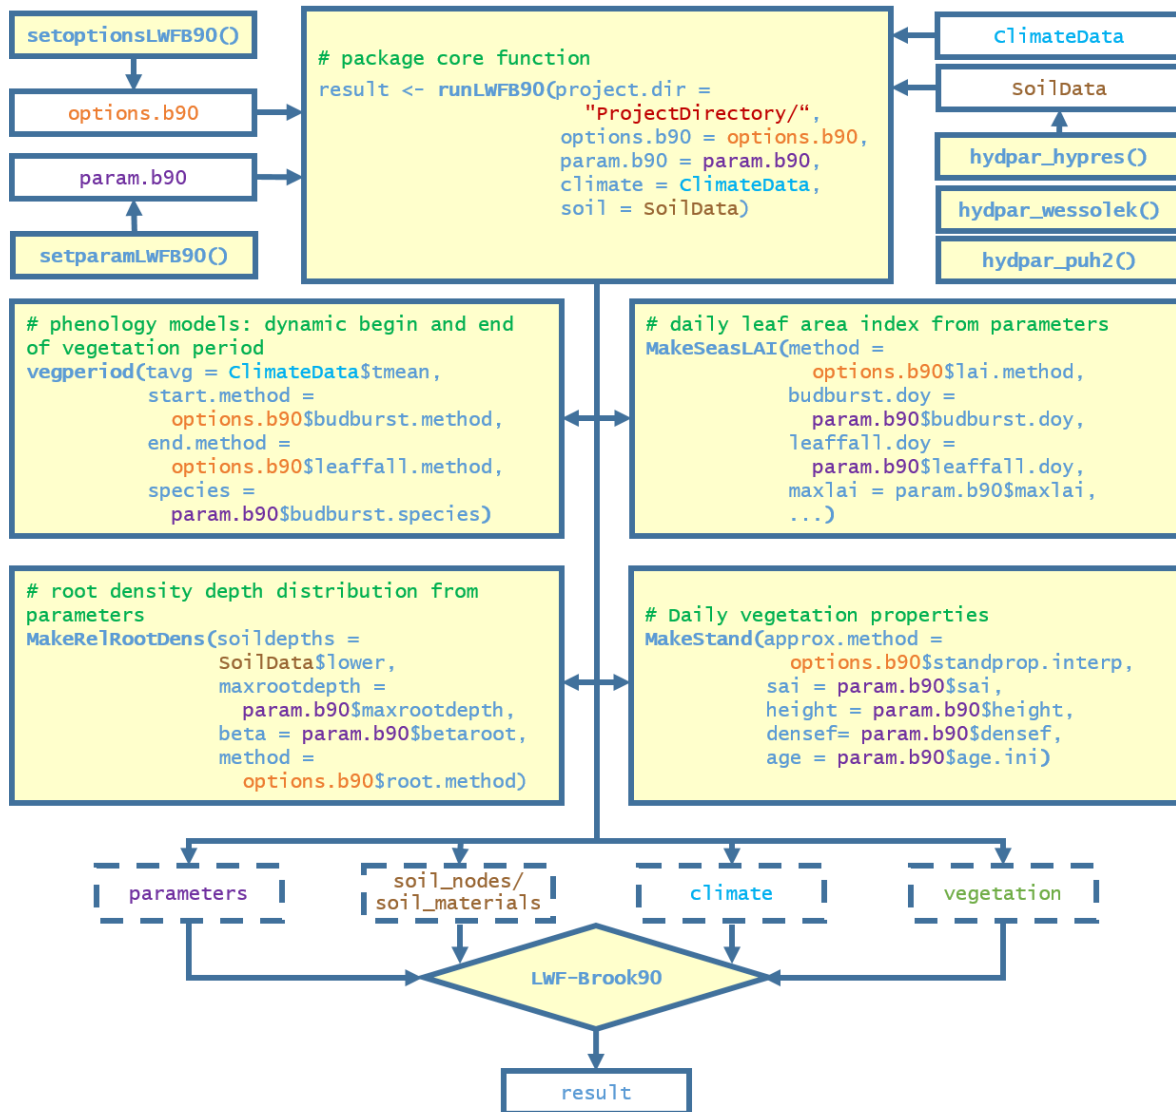 setoptionsLWFB90()
options.b90
param.b90
setparamLWFB90()
# package core function
result <- runLWFB90(project.dir =
"ProjectDirectory/“,
options.b90 = options.b90,
param.b90 = param.b90,
climate = ClimateData,
soil = SoilData)
ClimateData
SoilData
hydpar_hypres()
hydpar_wessolek()
hydpar_puh2()
# phenology models: dynamic begin and end
of vegetation period
vegperiod(tavg = ClimateData$tmean,
start.method =
options.b90$budburst.method,
end.method =
options.b90$leaffall.method,
species =
param.b90$budburst.species)
# daily leaf area index from parameters
MakeSeasLAI(method =
options.b90$lai.method,
budburst.doy =
param.b90$budburst.doy,
leaffall.doy =
param.b90$leaffall.doy,
maxlai = param.b90$maxlai,
...)
# root density depth distribution from
parameters
MakeRelRootDens(soildepths =
SoilData$lower,
maxrootdepth =
param.b90$maxrootdepth,
beta = param.b90$betaroot,
method =
options.b90$root.method)
# Daily vegetation properties
MakeStand(approx.method =
options.b90$standprop.interp,
sai = param.b90$sai,
height = param.b90$height,
densef= param.b90$densef,
age = param.b90$age.ini)
parameters
soil_nodes/
soil_materials
climate
vegetation
LWF-Brook90
result